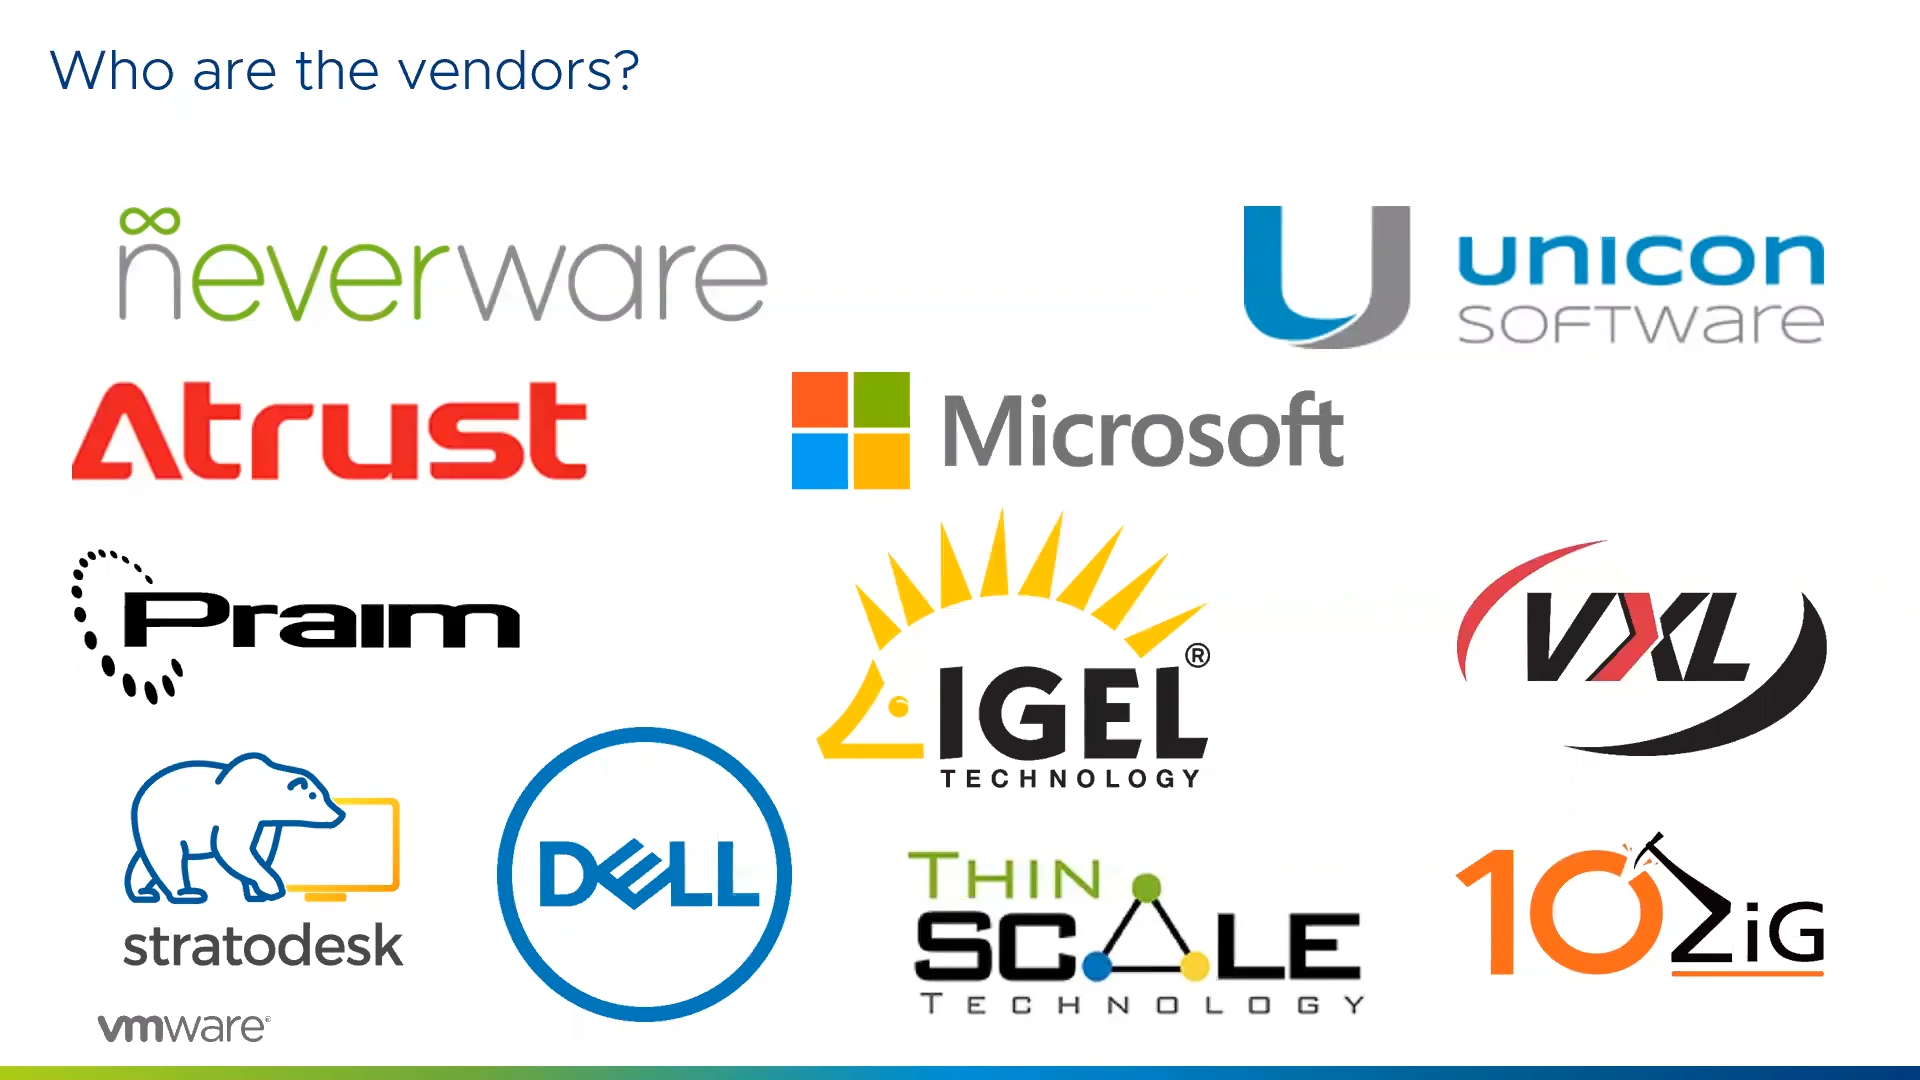 Who are the vendors?
neverware
unicon
software
Atrust
Microsoft
Praim
IGEL®
TECHNOLOGY
VXL
stratodesk
DELL
THIN
SCALE
TECHNOLOGY
10ZiG
vmware®